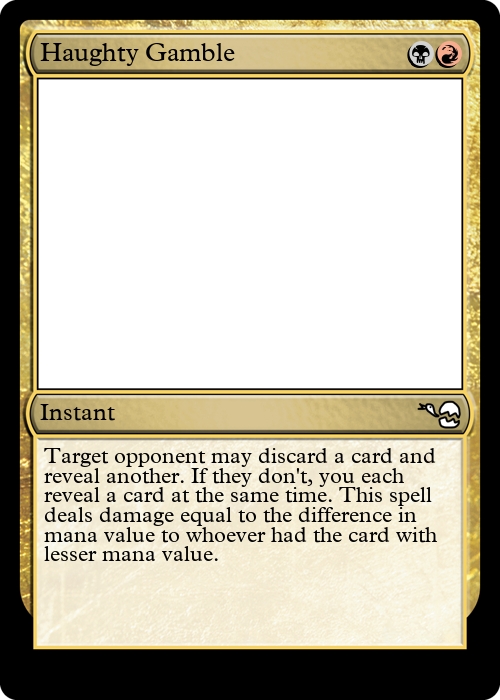 Haughty Gamble
Instant
Target opponent may discard a card and
reveal another. If they don't, you each
reveal a card at the same time. This spell
deals damage equal to the difference in
mana value to whoever had the card with
lesser mana value.